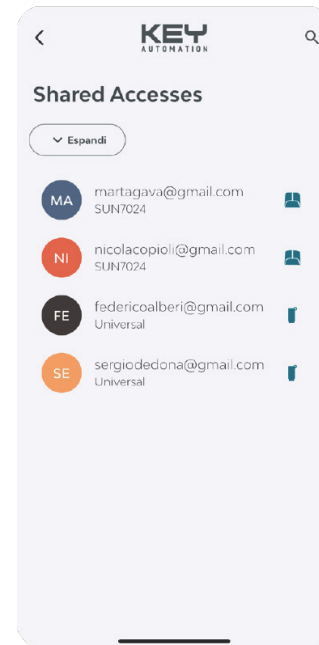 KEY
AUTOMATION
Shared Accesses
Espandi
MA
martagava@gmail.com
SUN7024
NI
nicolacopioli@gmail.com
SUN7024
FE
federicoalberi@gmail.com
Universal
SE
sergiodedona@gmail.com
Universal